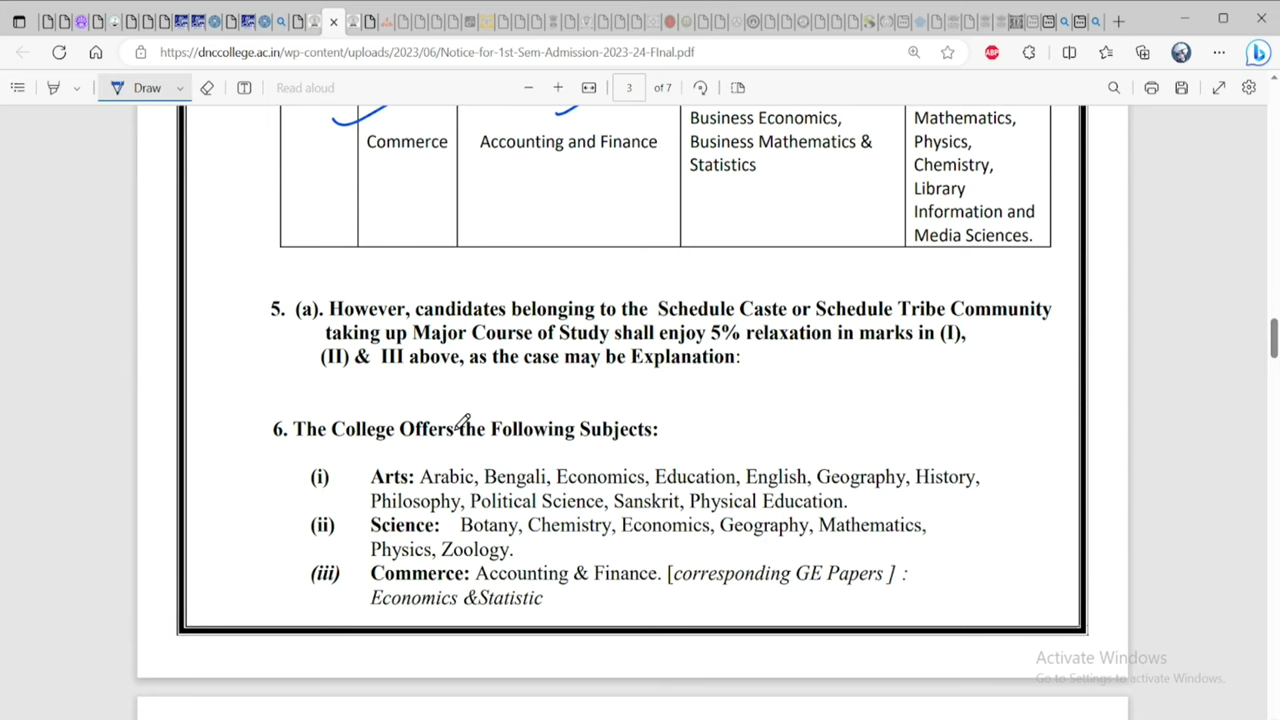 https://dnccollege.ac.in/wp-content/uploads/2023/06/Notice-for-1st-Sem-Admission-2023-24-FInal.pdf
ABP
Draw
Read aloud
3
of 7
Commerce
Accounting and Finance
Business Economics,
Business Mathematics &
Statistics
Mathematics,
Physics,
Chemistry,
Library
Information and
Media Sciences.
5. (a). However, candidates belonging to the Schedule Caste or Schedule Tribe Community
taking up Major Course of Study shall enjoy 5% relaxation in marks in (I),
(II) & III above, as the case may be Explanation:
6. The College Offers the Following Subjects:
(i) Arts: Arabic, Bengali, Economics, Education, English, Geography, History,
Philosophy, Political Science, Sanskrit, Physical Education.
(ii) Science: Botany, Chemistry, Economics, Geography, Mathematics,
Physics, Zoology.
(iii) Commerce: Accounting & Finance. [corresponding GE Papers ] :
Economics &Statistic
Activate Windows
Go to Settings to activate Windows.